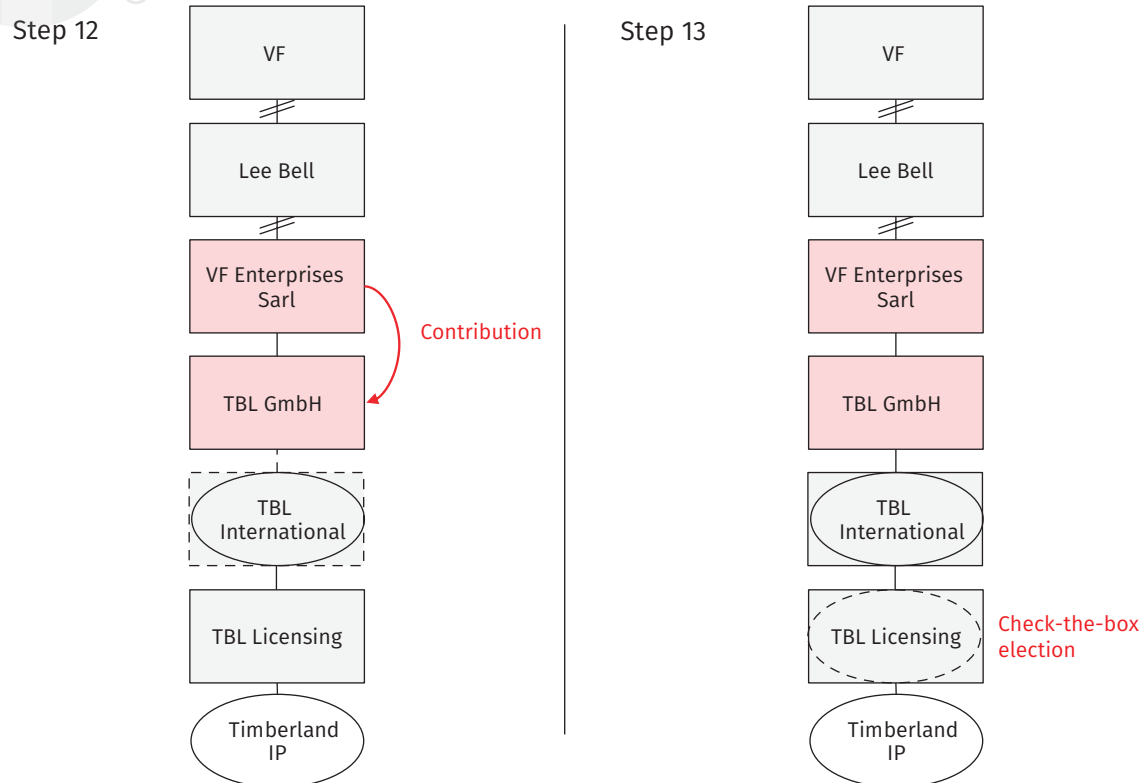 Step 12
VF
Lee Bell
VF Enterprises
Sarl
Contribution
TBL GmbH
TBL
International
TBL Licensing
Timberland
IP
Step 13
VF
Lee Bell
VF Enterprises
Sarl
TBL GmbH
TBL
International
TBL Licensing
Check-the-box
election
Timberland
IP